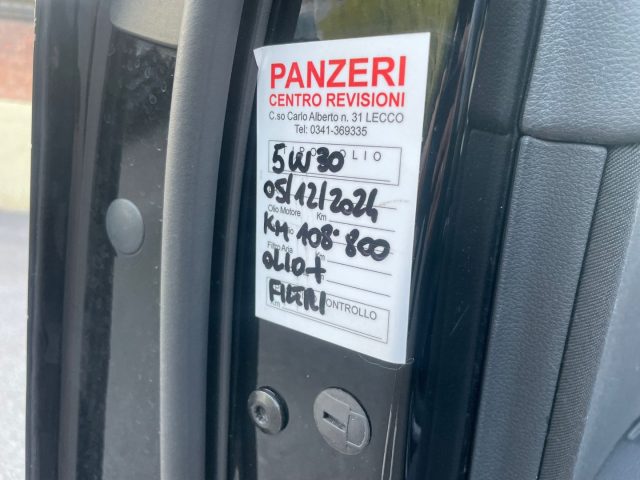 PANZERI
CENTRO REVISIONI
C.so Carlo Alberto n. 31 LECCO
Tel: 0341-369335
OLIO
5W30
05/12/2024
Olio Motore Km
KM 108.800
Filtro Aria
OLIO+
FILTRI
CONTROLLO